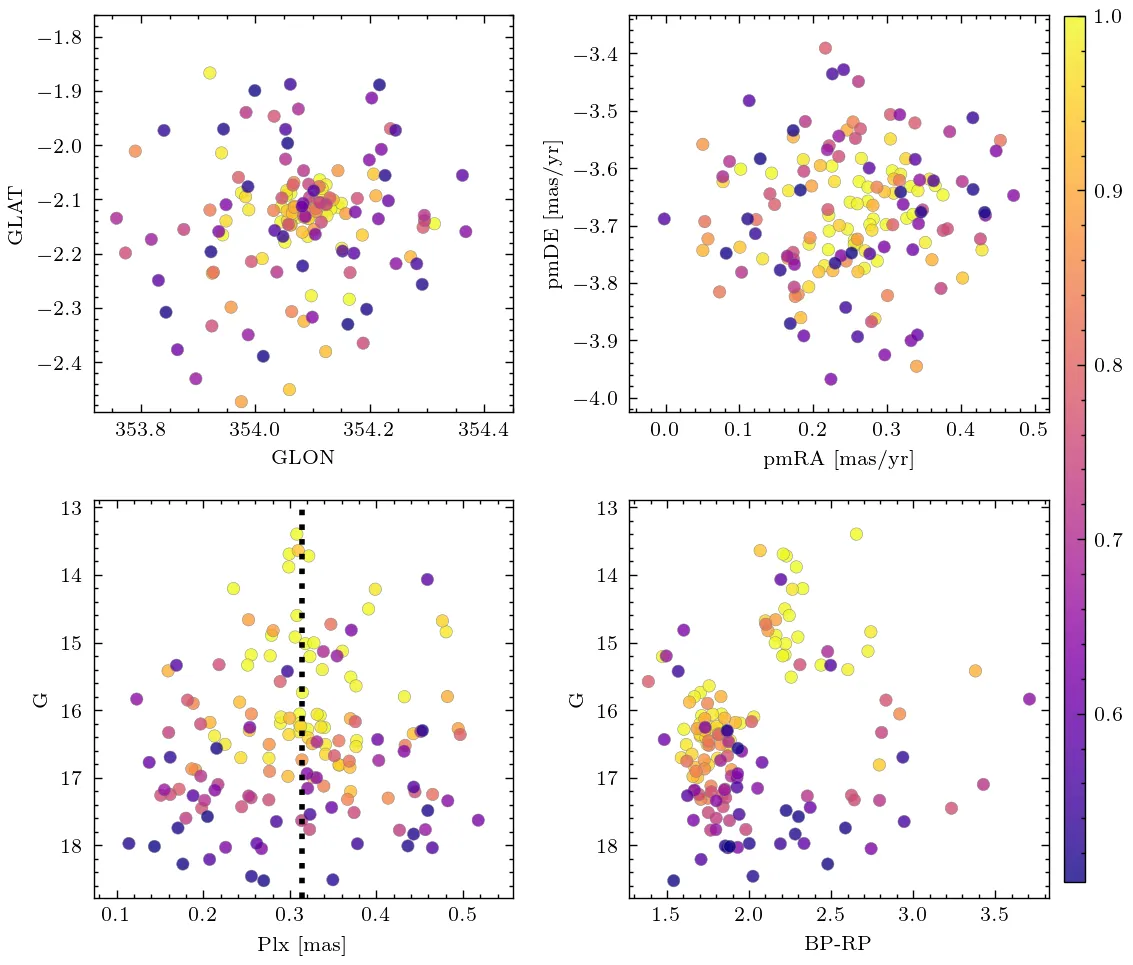 −1.8
−1.9
−2.0
−2.1
−2.2
−2.3
−2.4
GLAT
353.8 354.0 354.2 354.4
GLON
−3.4
−3.5
−3.6
−3.7
−3.8
−3.9
−4.0
pmDE [mas/yr]
0.0 0.1 0.2 0.3 0.4 0.5
pmRA [mas/yr]
1.0
0.9
0.8
0.7
0.6
13
14
15
16
17
18
G
0.1 0.2 0.3 0.4 0.5
Plx [mas]
13
14
15
16
17
18
G
1.5 2.0 2.5 3.0 3.5
BP-RP